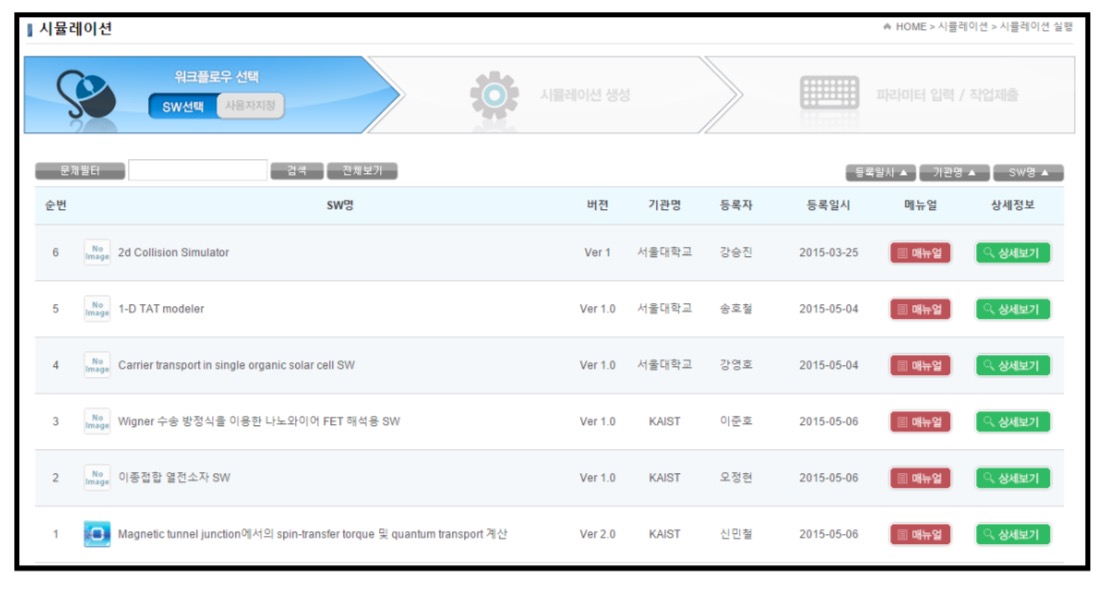 시뮬레이션
HOME > 시뮬레이션 > 시뮬레이션 실행
워크플로우 선택
SW선택 사용자지정
시뮬레이션 생성
파라미터 입력 / 작업제출
문제필터 검색 전체보기 등록일시 ▲ 기관명 ▲ SW명 ▲
순번 SW명 버젼 기관명 등록자 등록일시 메뉴얼 상세정보
6 No Image 2d Collision Simulator Ver 1 서울대학교 강승진 2015-03-25 매뉴얼 상세보기
5 No Image 1-D TAT modeler Ver 1.0 서울대학교 송호철 2015-05-04 매뉴얼 상세보기
4 No Image Carrier transport in single organic solar cell SW Ver 1.0 서울대학교 강영호 2015-05-04 매뉴얼 상세보기
3 No Image Wigner 수송 방정식을 이용한 나노와이어 FET 해석용 SW Ver 1.0 KAIST 이준호 2015-05-06 매뉴얼 상세보기
2 No Image 이종접합 열전소자 SW Ver 1.0 KAIST 오정현 2015-05-06 매뉴얼 상세보기
1 Magnetic tunnel junction에서의 spin-transfer torque 및 quantum transport 계산 Ver 2.0 KAIST 신민철 2015-05-06 매뉴얼 상세보기